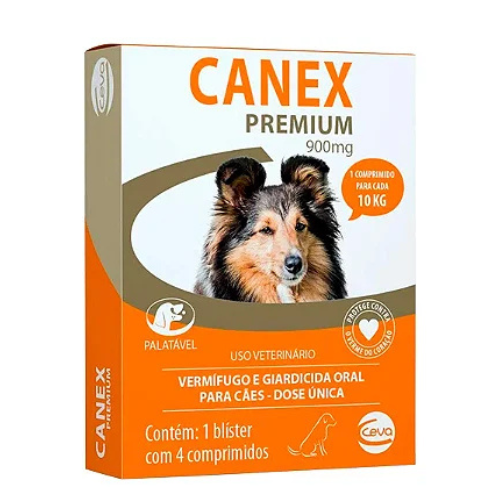 Ceva
CANEX
PREMIUM
900mg
1 COMPRIMIDO
PARA CADA
10 KG
PALATÁVEL
PROTEGE CONTRA
O VERME DO CORAÇÃO
USO VETERINÁRIO
VERMÍFUGO E GIARDICIDA ORAL
PARA CÃES - DOSE ÚNICA
Contém: 1 blíster
com 4 comprimidos
Ceva
CANEX
PREMIUM